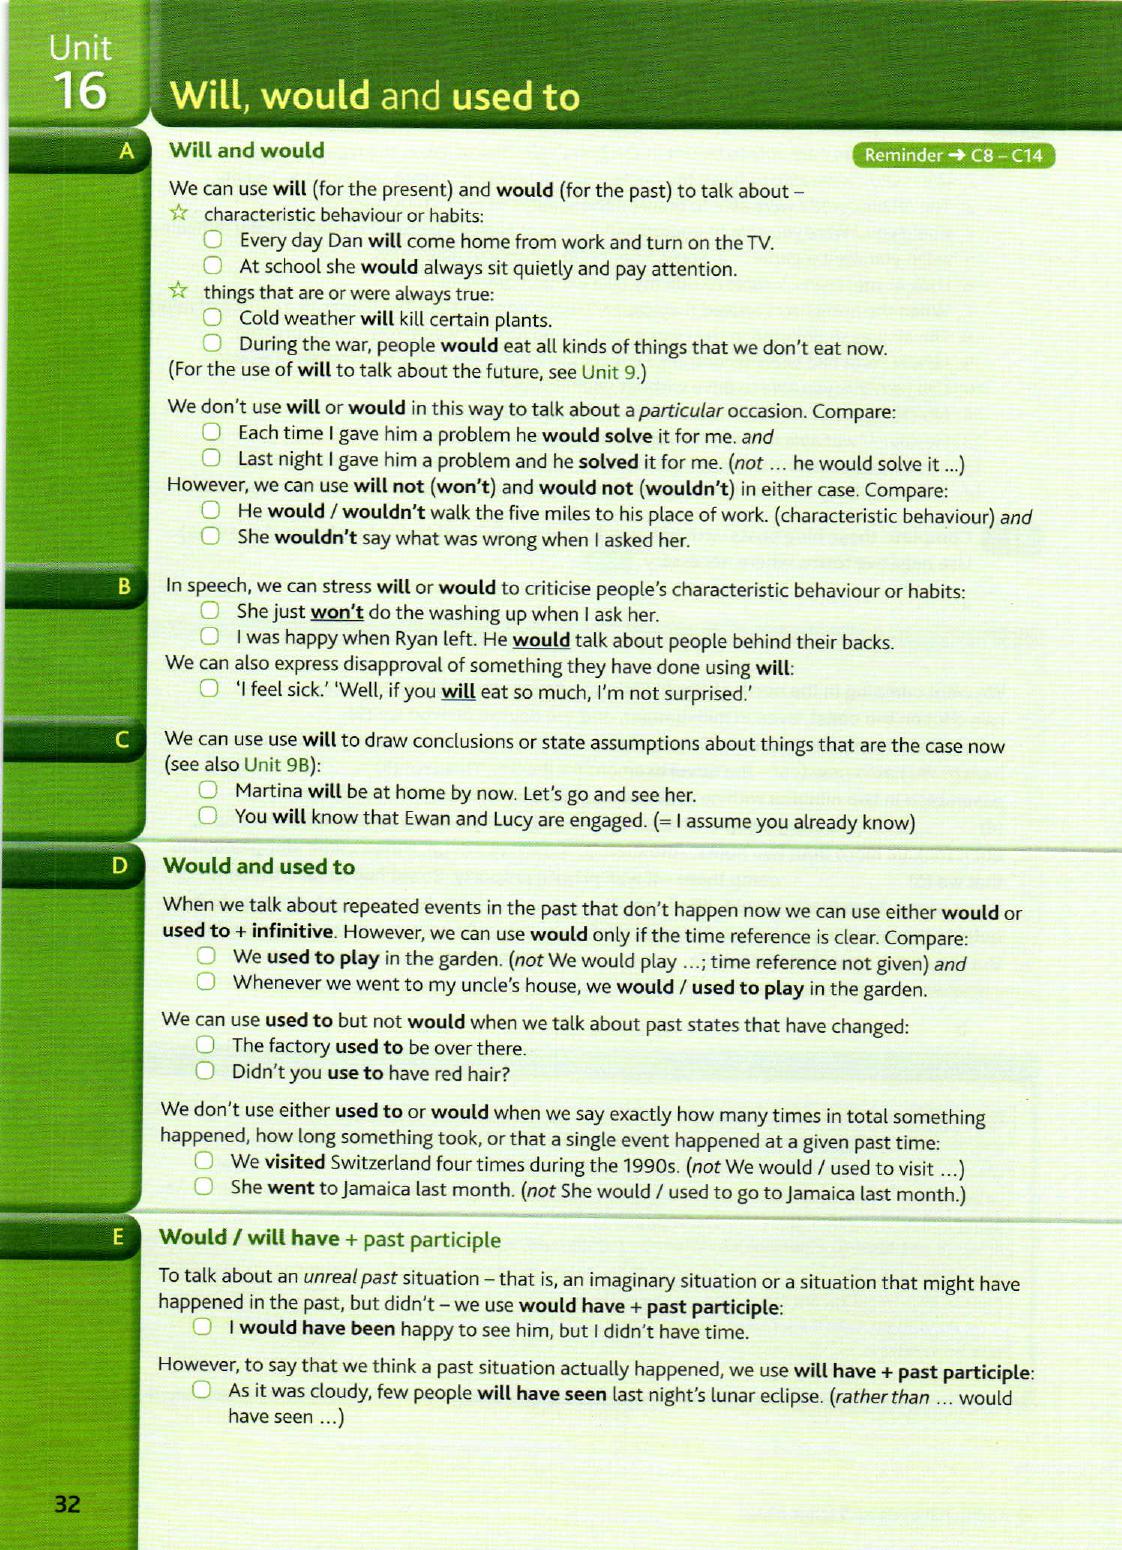 Unit
16
Will, would and used to
A
Will and would
Reminder → C8 – C14
We can use will (for the present) and would (for the past) to talk about –
☆ characteristic behaviour or habits:
Every day Dan will come home from work and turn on the TV.
At school she would always sit quietly and pay attention.
☆ things that are or were always true:
Cold weather will kill certain plants.
During the war, people would eat all kinds of things that we don't eat now.
(For the use of will to talk about the future, see Unit 9.)
We don't use will or would in this way to talk about a particular occasion. Compare:
Each time I gave him a problem he would solve it for me. and
Last night I gave him a problem and he solved it for me. (not ... he would solve it ...)
However, we can use will not (won't) and would not (wouldn't) in either case. Compare:
He would / wouldn't walk the five miles to his place of work. (characteristic behaviour) and
She wouldn't say what was wrong when I asked her.
B
In speech, we can stress will or would to criticise people's characteristic behaviour or habits:
She just won't do the washing up when I ask her.
I was happy when Ryan left. He would talk about people behind their backs.
We can also express disapproval of something they have done using will:
'I feel sick.' 'Well, if you will eat so much, I'm not surprised.'
C
We can use use will to draw conclusions or state assumptions about things that are the case now
(see also Unit 9B):
Martina will be at home by now. Let's go and see her.
You will know that Ewan and Lucy are engaged. (= I assume you already know)
D
Would and used to
When we talk about repeated events in the past that don't happen now we can use either would or
used to + infinitive. However, we can use would only if the time reference is clear. Compare:
We used to play in the garden. (not We would play ...; time reference not given) and
Whenever we went to my uncle's house, we would / used to play in the garden.
We can use used to but not would when we talk about past states that have changed:
The factory used to be over there.
Didn't you use to have red hair?
We don't use either used to or would when we say exactly how many times in total something
happened, how long something took, or that a single event happened at a given past time:
We visited Switzerland four times during the 1990s. (not We would / used to visit ...)
She went to Jamaica last month. (not She would / used to go to Jamaica last month.)
E
Would / will have + past participle
To talk about an unreal past situation – that is, an imaginary situation or a situation that might have
happened in the past, but didn't – we use would have + past participle:
I would have been happy to see him, but I didn't have time.
However, to say that we think a past situation actually happened, we use will have + past participle:
As it was cloudy, few people will have seen last night's lunar eclipse. (rather than ... would
have seen ...)
32